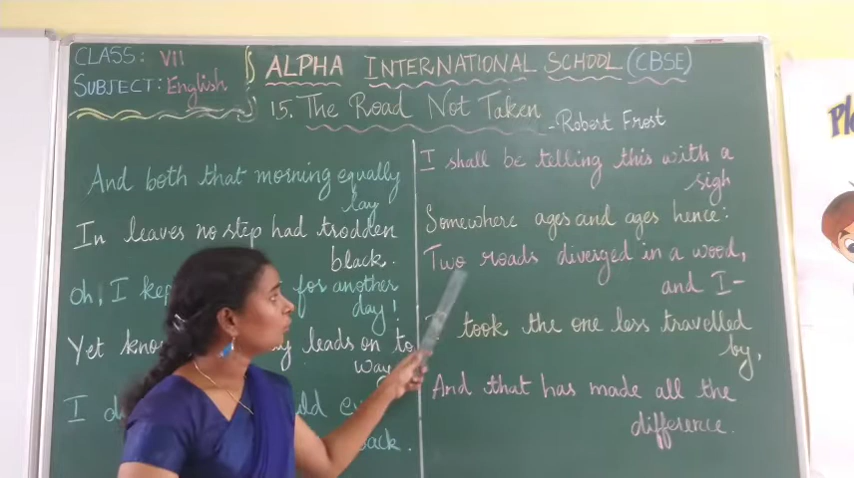 CLASS: VII
SUBJECT: English
ALPHA INTERNATIONAL SCHOOL (CBSE)
15. The Road Not Taken
- Robert Frost
And both that morning equally
lay
In leaves no step had trodden
black.
Oh, I for another
day!
Yet leads on to
way
I
back.
I shall be telling this with a
sigh
Somewhere ages and ages hence:
Two roads diverged in a wood,
and I-
took the one less travelled
by,
And that has made all the
difference.